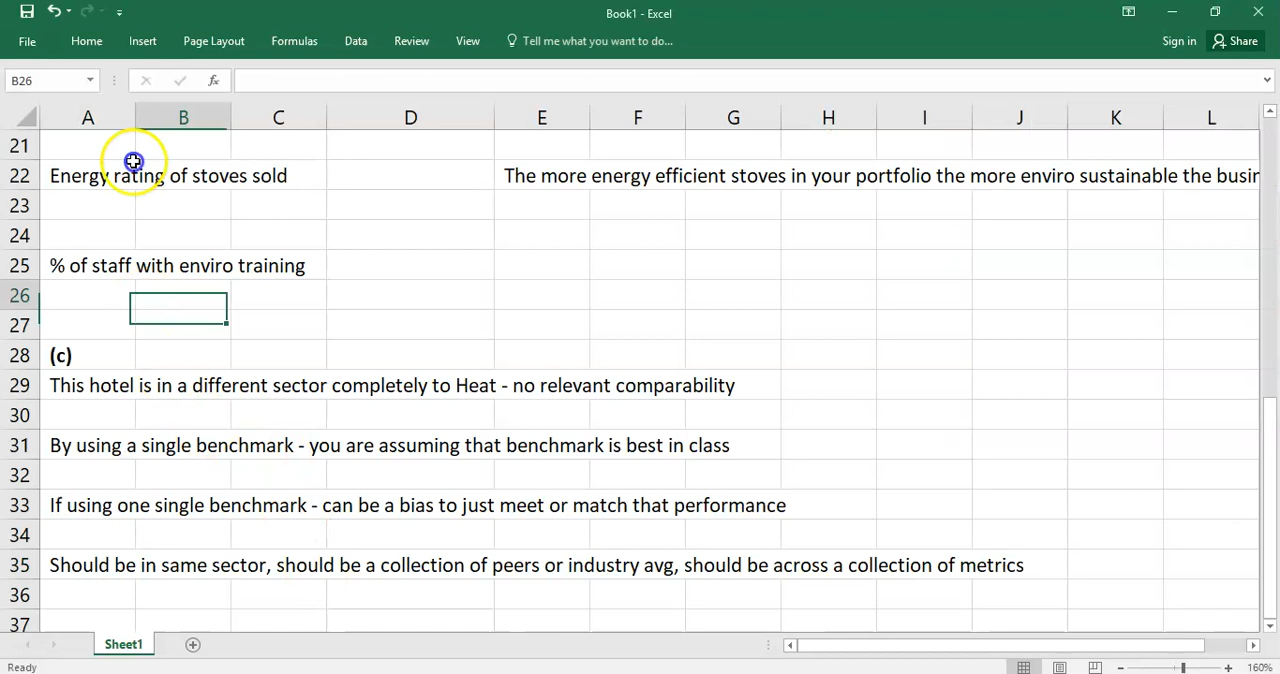 Book1 - Excel
File Home Insert Page Layout Formulas Data Review View Tell me what you want to do... Sign in Share
B26 fx
A B C D E F G H I J K L
21
22 Energy rating of stoves sold The more energy efficient stoves in your portfolio the more enviro sustainable the busin
23
24
25 % of staff with enviro training
26
27
28 (c)
29 This hotel is in a different sector completely to Heat - no relevant comparability
30
31 By using a single benchmark - you are assuming that benchmark is best in class
32
33 If using one single benchmark - can be a bias to just meet or match that performance
34
35 Should be in same sector, should be a collection of peers or industry avg, should be across a collection of metrics
36
37
Sheet1
Ready 160%